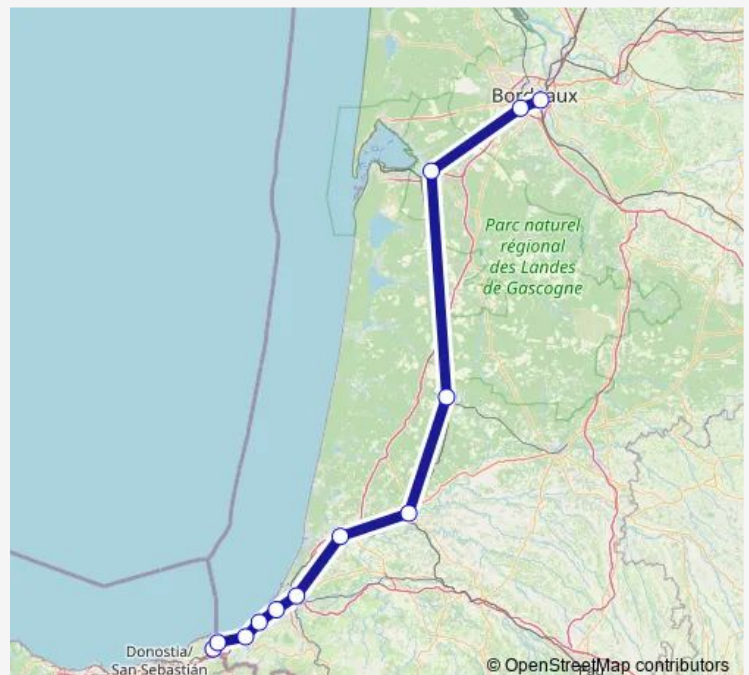 Bordeaux
Parc naturel
régional
des Landes
de Gascogne
Donostia/
San Sebastián
© OpenStreetMap contributors